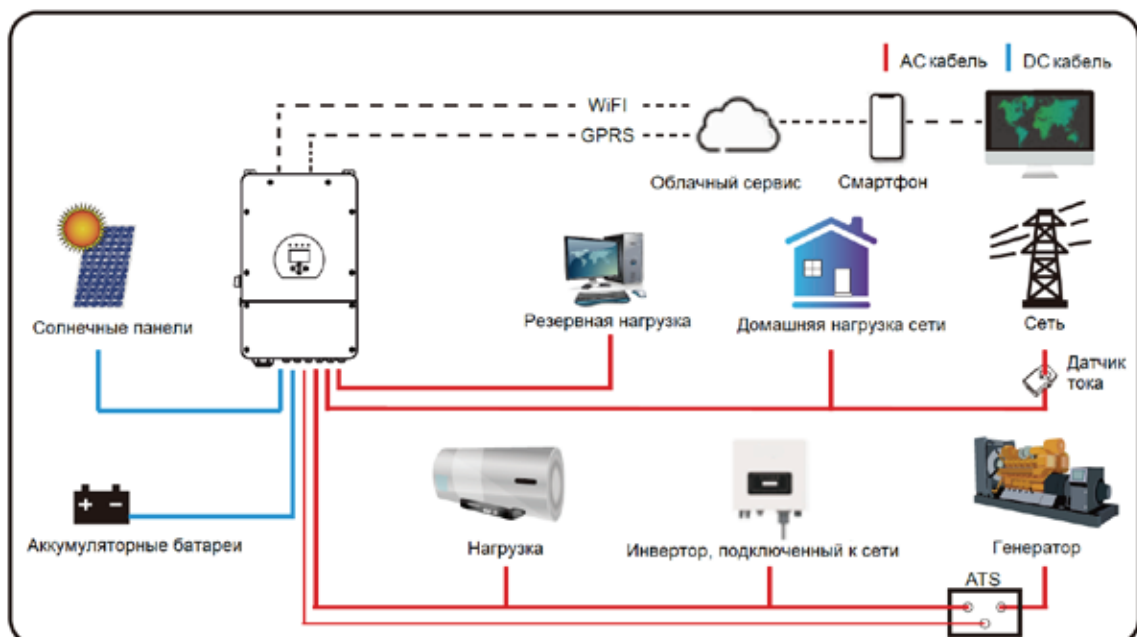 AC кабель
DC кабель
WiFI
GPRS
Облачный сервис
Смартфон
Солнечные панели
Резервная нагрузка
Домашняя нагрузка сети
Сеть
Датчик
тока
Аккумуляторные батареи
Нагрузка
Инвертор, подключенный к сети
Генератор
ATS